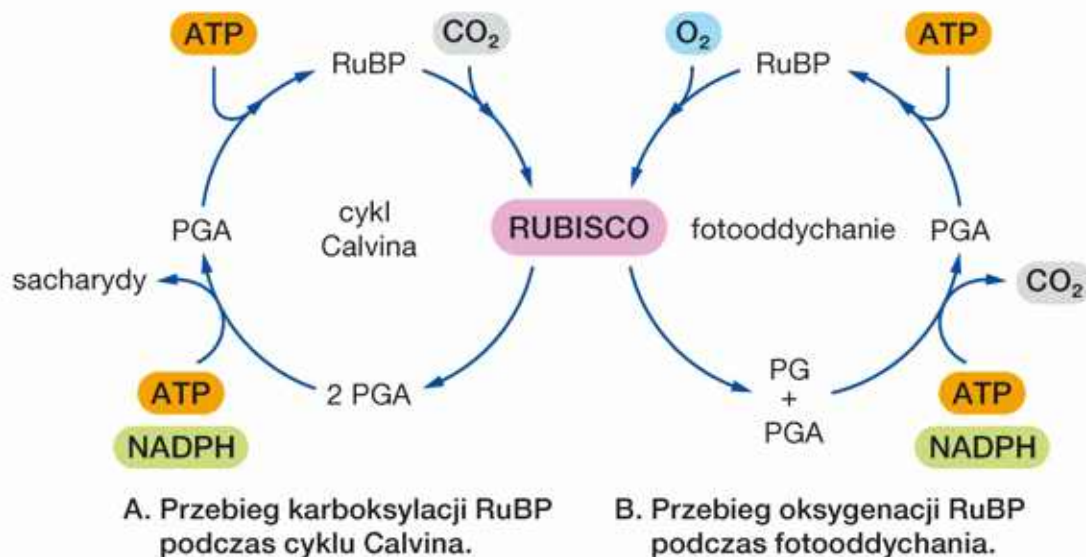 ATP
CO₂
O₂
ATP
RuBP
RuBP
PGA
cykl
Calvina
RUBISCO
fotooddychanie
PGA
sacharydy
CO₂
ATP
NADPH
2 PGA
PG
+
PGA
ATP
NADPH
A. Przebieg karboksylacji RuBP
podczas cyklu Calvina.
B. Przebieg oksygenacji RuBP
podczas fotooddychania.